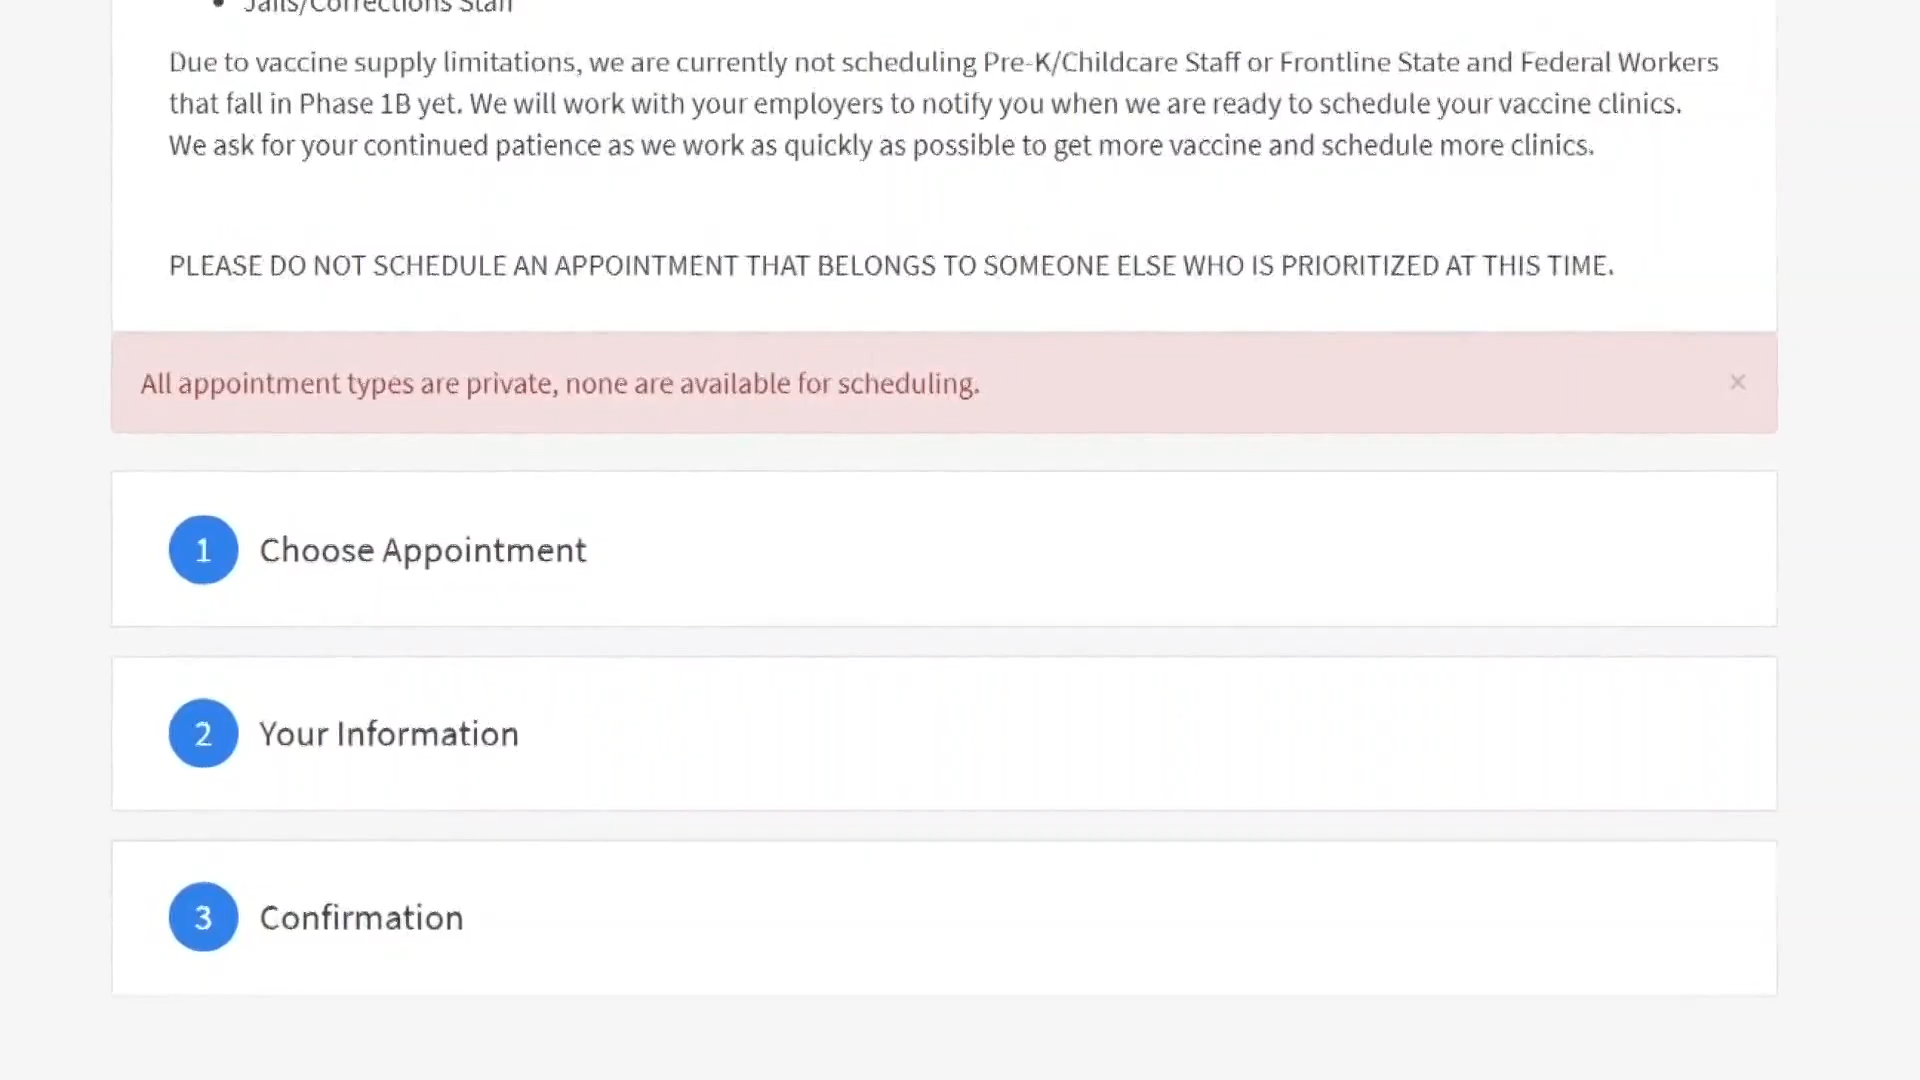 Jails/Corrections Staff
Due to vaccine supply limitations, we are currently not scheduling Pre-K/Childcare Staff or Frontline State and Federal Workers
that fall in Phase 1B yet. We will work with your employers to notify you when we are ready to schedule your vaccine clinics.
We ask for your continued patience as we work as quickly as possible to get more vaccine and schedule more clinics.
PLEASE DO NOT SCHEDULE AN APPOINTMENT THAT BELONGS TO SOMEONE ELSE WHO IS PRIORITIZED AT THIS TIME.
All appointment types are private, none are available for scheduling. ×
1 Choose Appointment
2 Your Information
3 Confirmation